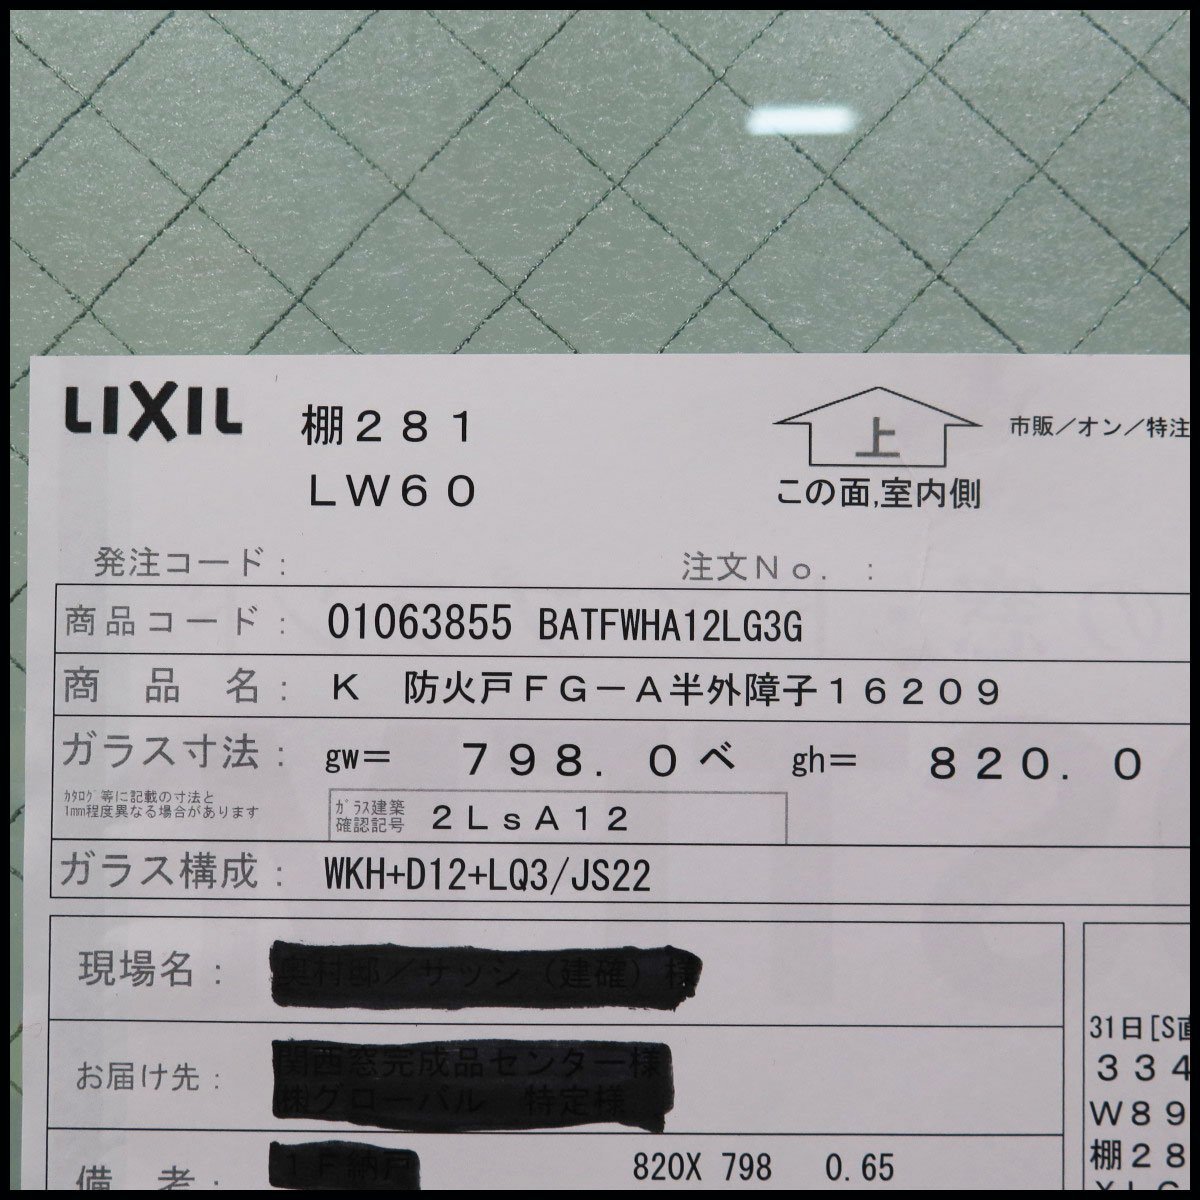 LIXIL 棚281
LW60
上
この面,室内側
市販／オン／特注
発注コード：
注文No.：
商品コード： 01063855 BATFWHA12LG3G
商品名： K 防火戸FG－A半外障子16209
ガラス寸法： gw＝ 798.0ベ gh＝ 820.0
ｶﾀﾛｸﾞ等に記載の寸法と
1mm程度異なる場合があります
ｶﾞﾗｽ建築
確認記号 2LsA12
ガラス構成： WKH+D12+LQ3/JS22
現場名：
お届け先：
備考： 820X 798 0.65
31日[S直
334
W89
棚28